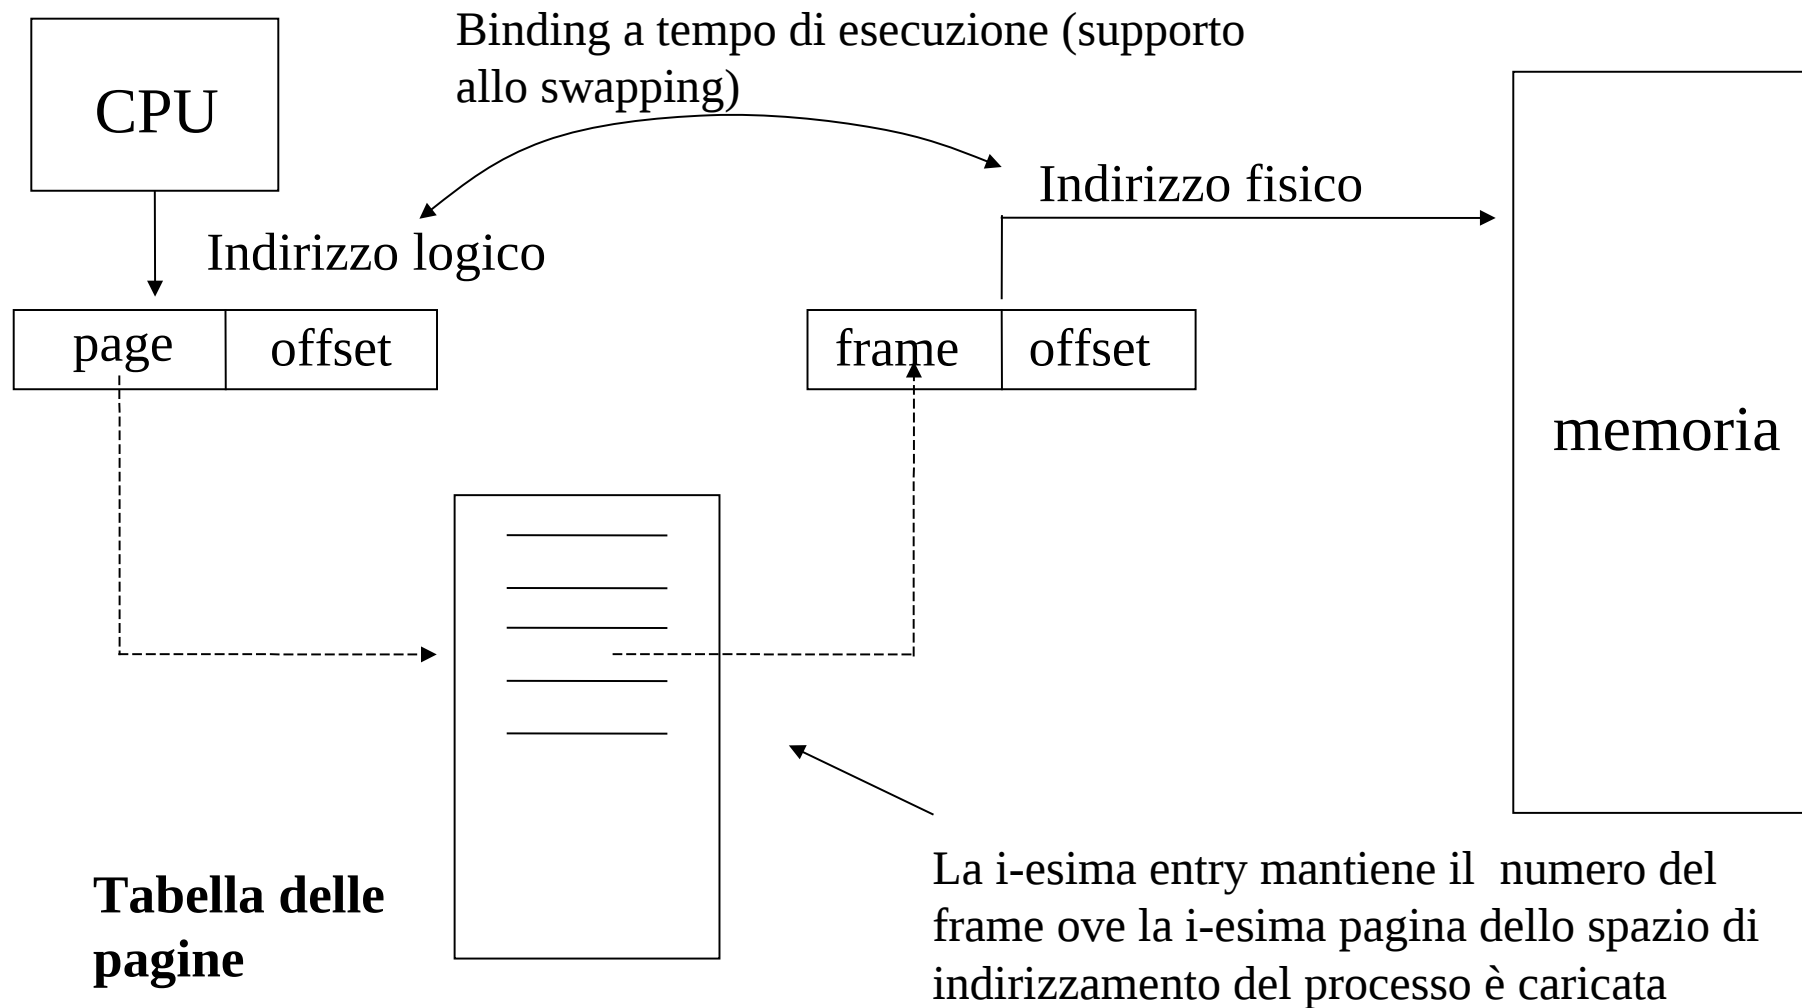 Binding a tempo di esecuzione (supporto
allo swapping)
CPU
Indirizzo fisico
Indirizzo logico
page
offset
frame
offset
memoria
La i-esima entry mantiene il  numero del
frame ove la i-esima pagina dello spazio di
indirizzamento del processo è caricata
Tabella delle
pagine